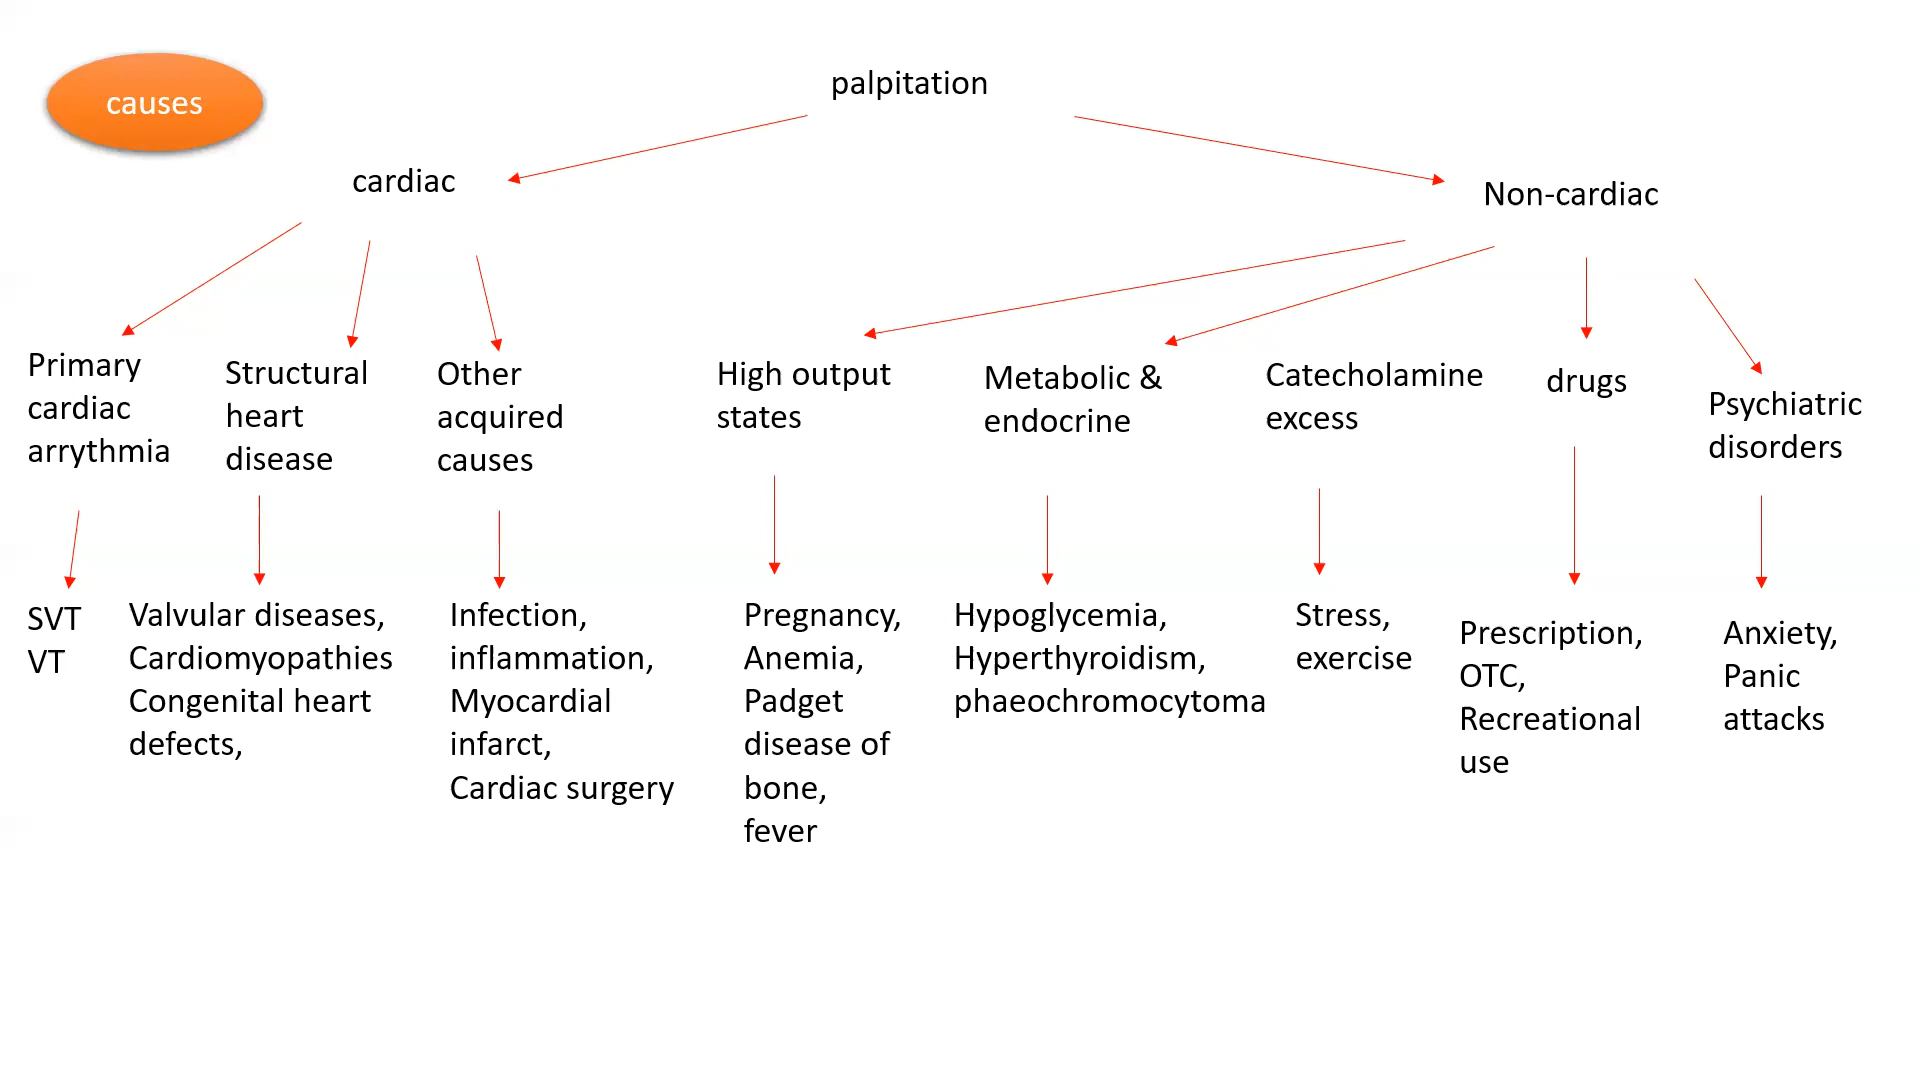 causes
palpitation
cardiac
Non-cardiac
Primary
cardiac
arrythmia
Structural
heart
disease
Other
acquired
causes
High output
states
Metabolic &
endocrine
Catecholamine
excess
drugs
Psychiatric
disorders
SVT
VT
Valvular diseases,
Cardiomyopathies
Congenital heart
defects,
Infection,
inflammation,
Myocardial
infarct,
Cardiac surgery
Pregnancy,
Anemia,
Padget
disease of
bone,
fever
Hypoglycemia,
Hyperthyroidism,
phaeochromocytoma
Stress,
exercise
Prescription,
OTC,
Recreational
use
Anxiety,
Panic
attacks